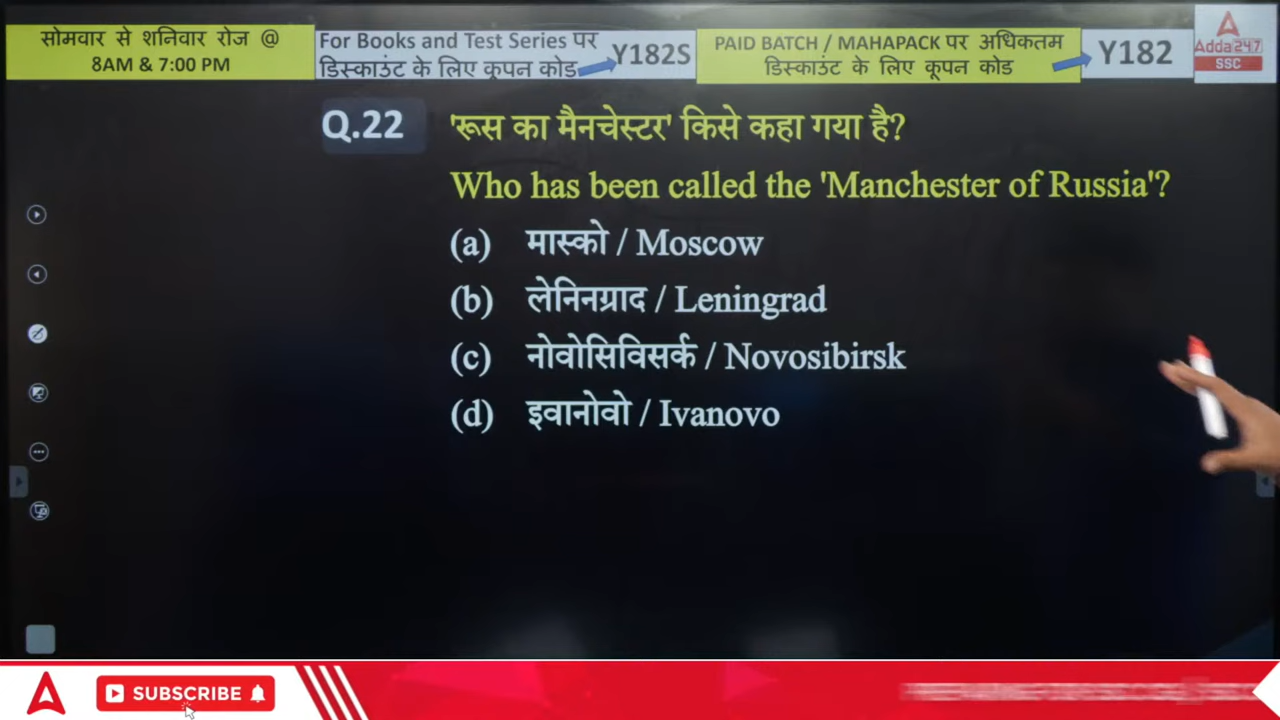 सोमवार से शनिवार रोज @
8AM & 7:00 PM
For Books and Test Series पर
डिस्काउंट के लिए कूपन कोड
Y182S
PAID BATCH / MAHAPACK पर अधिकतम
डिस्काउंट के लिए कूपन कोड
Y182
Adda247
SSC
Q.22 'रूस का मैनचेस्टर' किसे कहा गया है?
Who has been called the 'Manchester of Russia'?
(a) मास्को / Moscow
(b) लेनिनग्राद / Leningrad
(c) नोवोसिविसर्क / Novosibirsk
(d) इवानोवो / Ivanovo
SUBSCRIBE